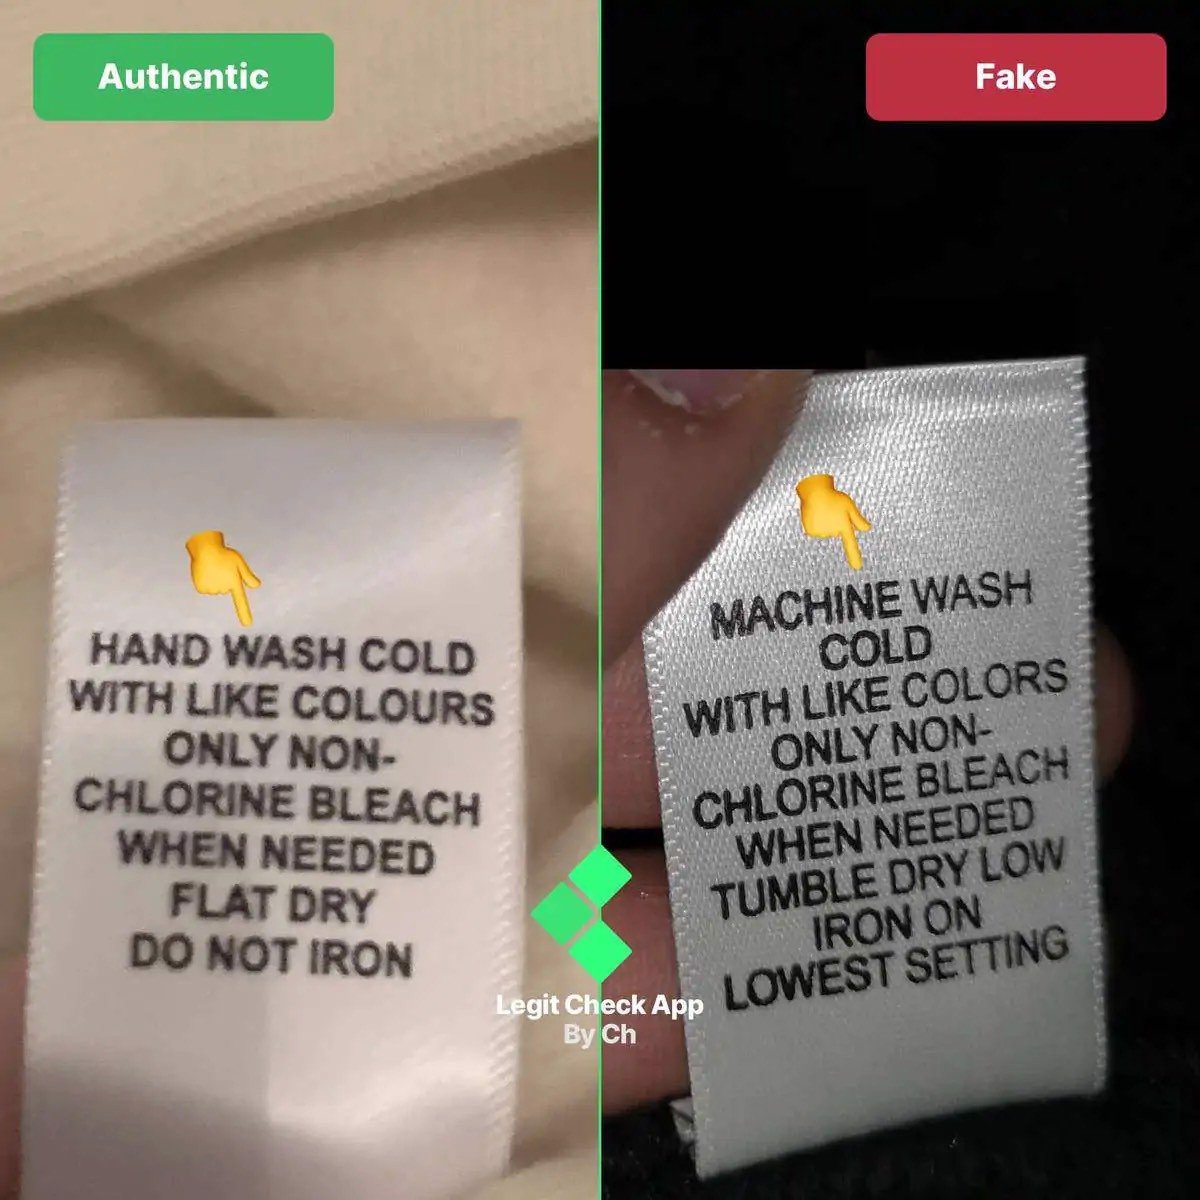 Authentic
HAND WASH COLD
WITH LIKE COLOURS
ONLY NON-
CHLORINE BLEACH
WHEN NEEDED
FLAT DRY
DO NOT IRON
Fake
MACHINE WASH
COLD
WITH LIKE COLORS
ONLY NON-
CHLORINE BLEACH
WHEN NEEDED
TUMBLE DRY LOW
IRON ON
LOWEST SETTING
Legit Check App
By Ch